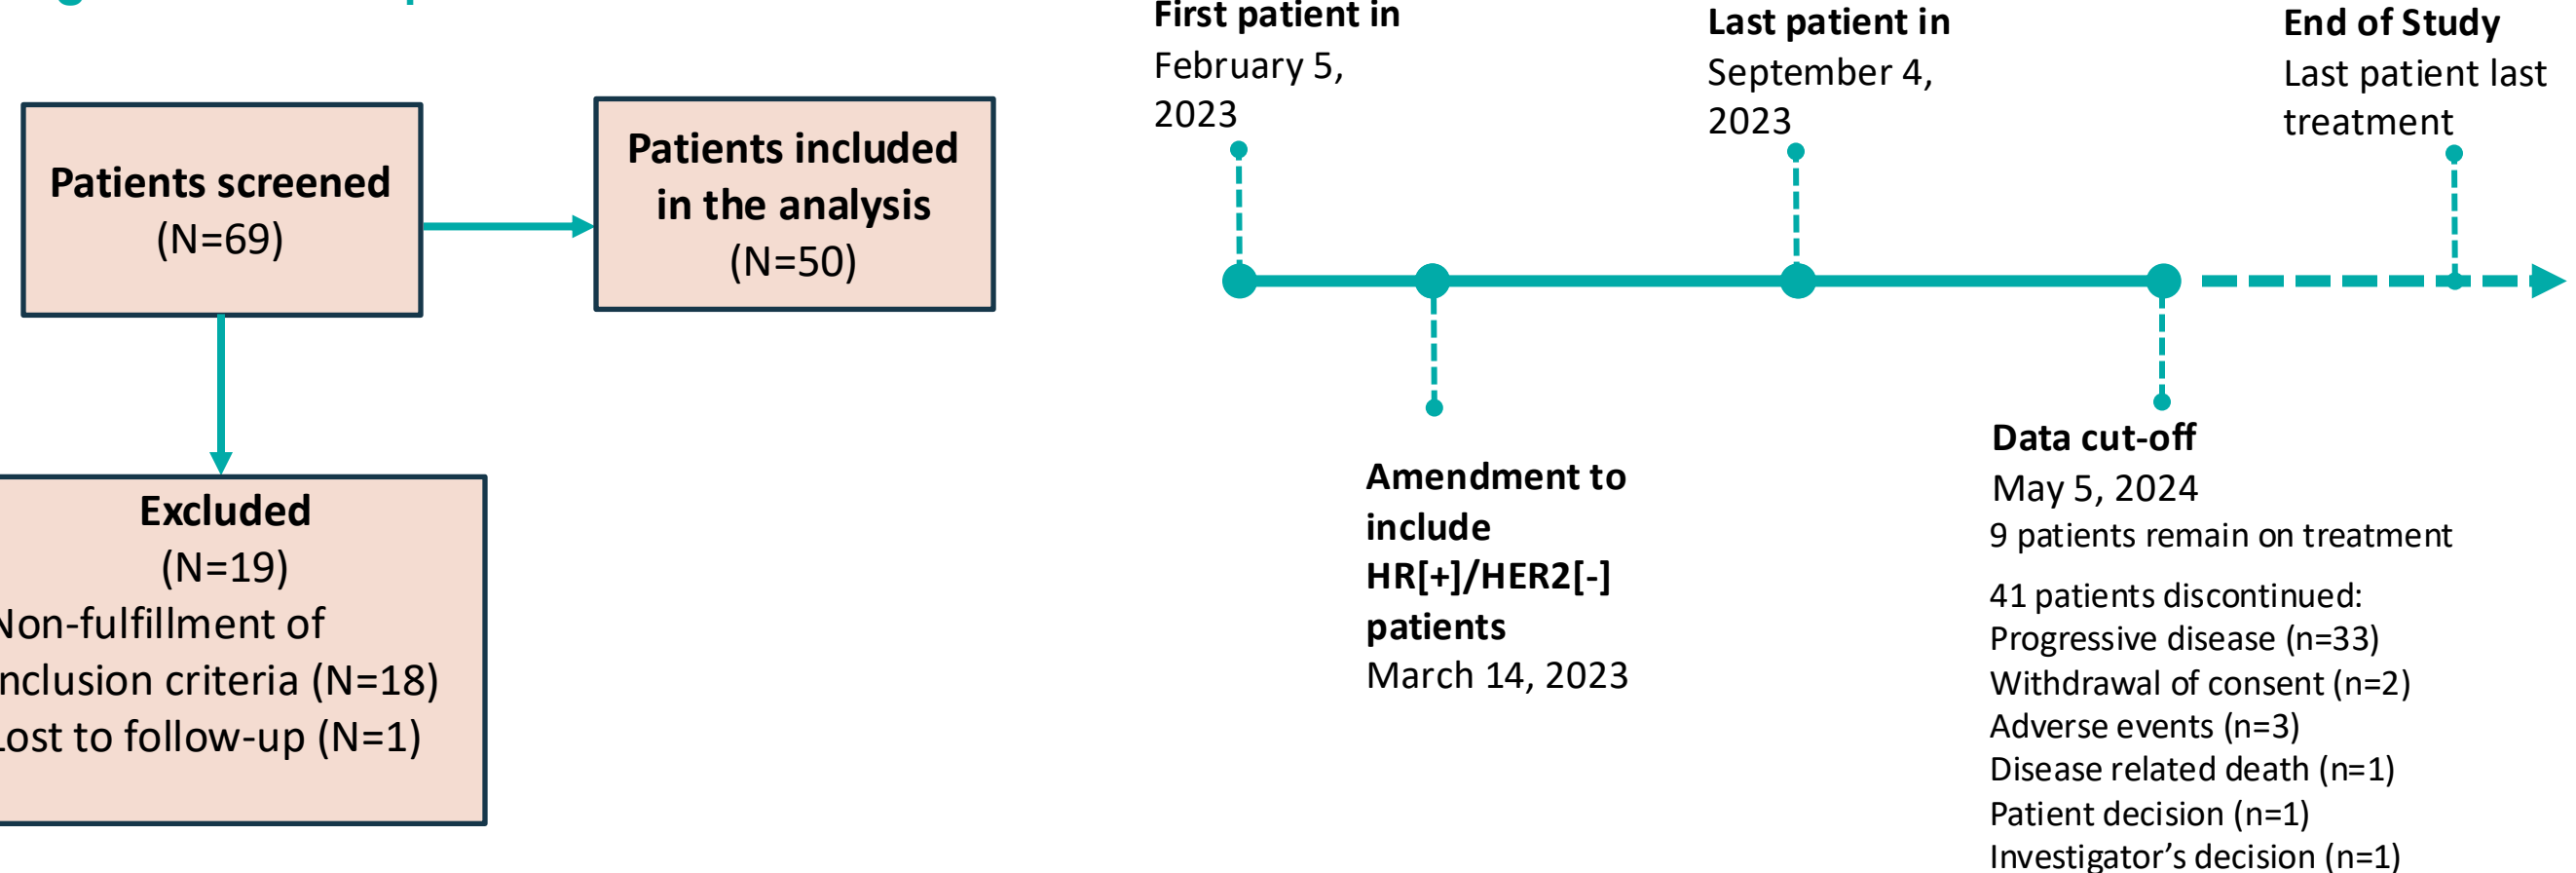 Patients screened
(N=69)
Patients included
in the analysis
(N=50)
Excluded
(N=19)
Non-fulfillment of
inclusion criteria (N=18)
Lost to follow-up (N=1)
First patient in
February 5,
2023
Last patient in
September 4,
2023
End of Study
Last patient last
treatment
Amendment to
include
HR[+]/HER2[-]
patients
March 14, 2023
Data cut-off
May 5, 2024
9 patients remain on treatment
41 patients discontinued:
Progressive disease (n=33)
Withdrawal of consent (n=2)
Adverse events (n=3)
Disease related death (n=1)
Patient decision (n=1)
Investigator’s decision (n=1)